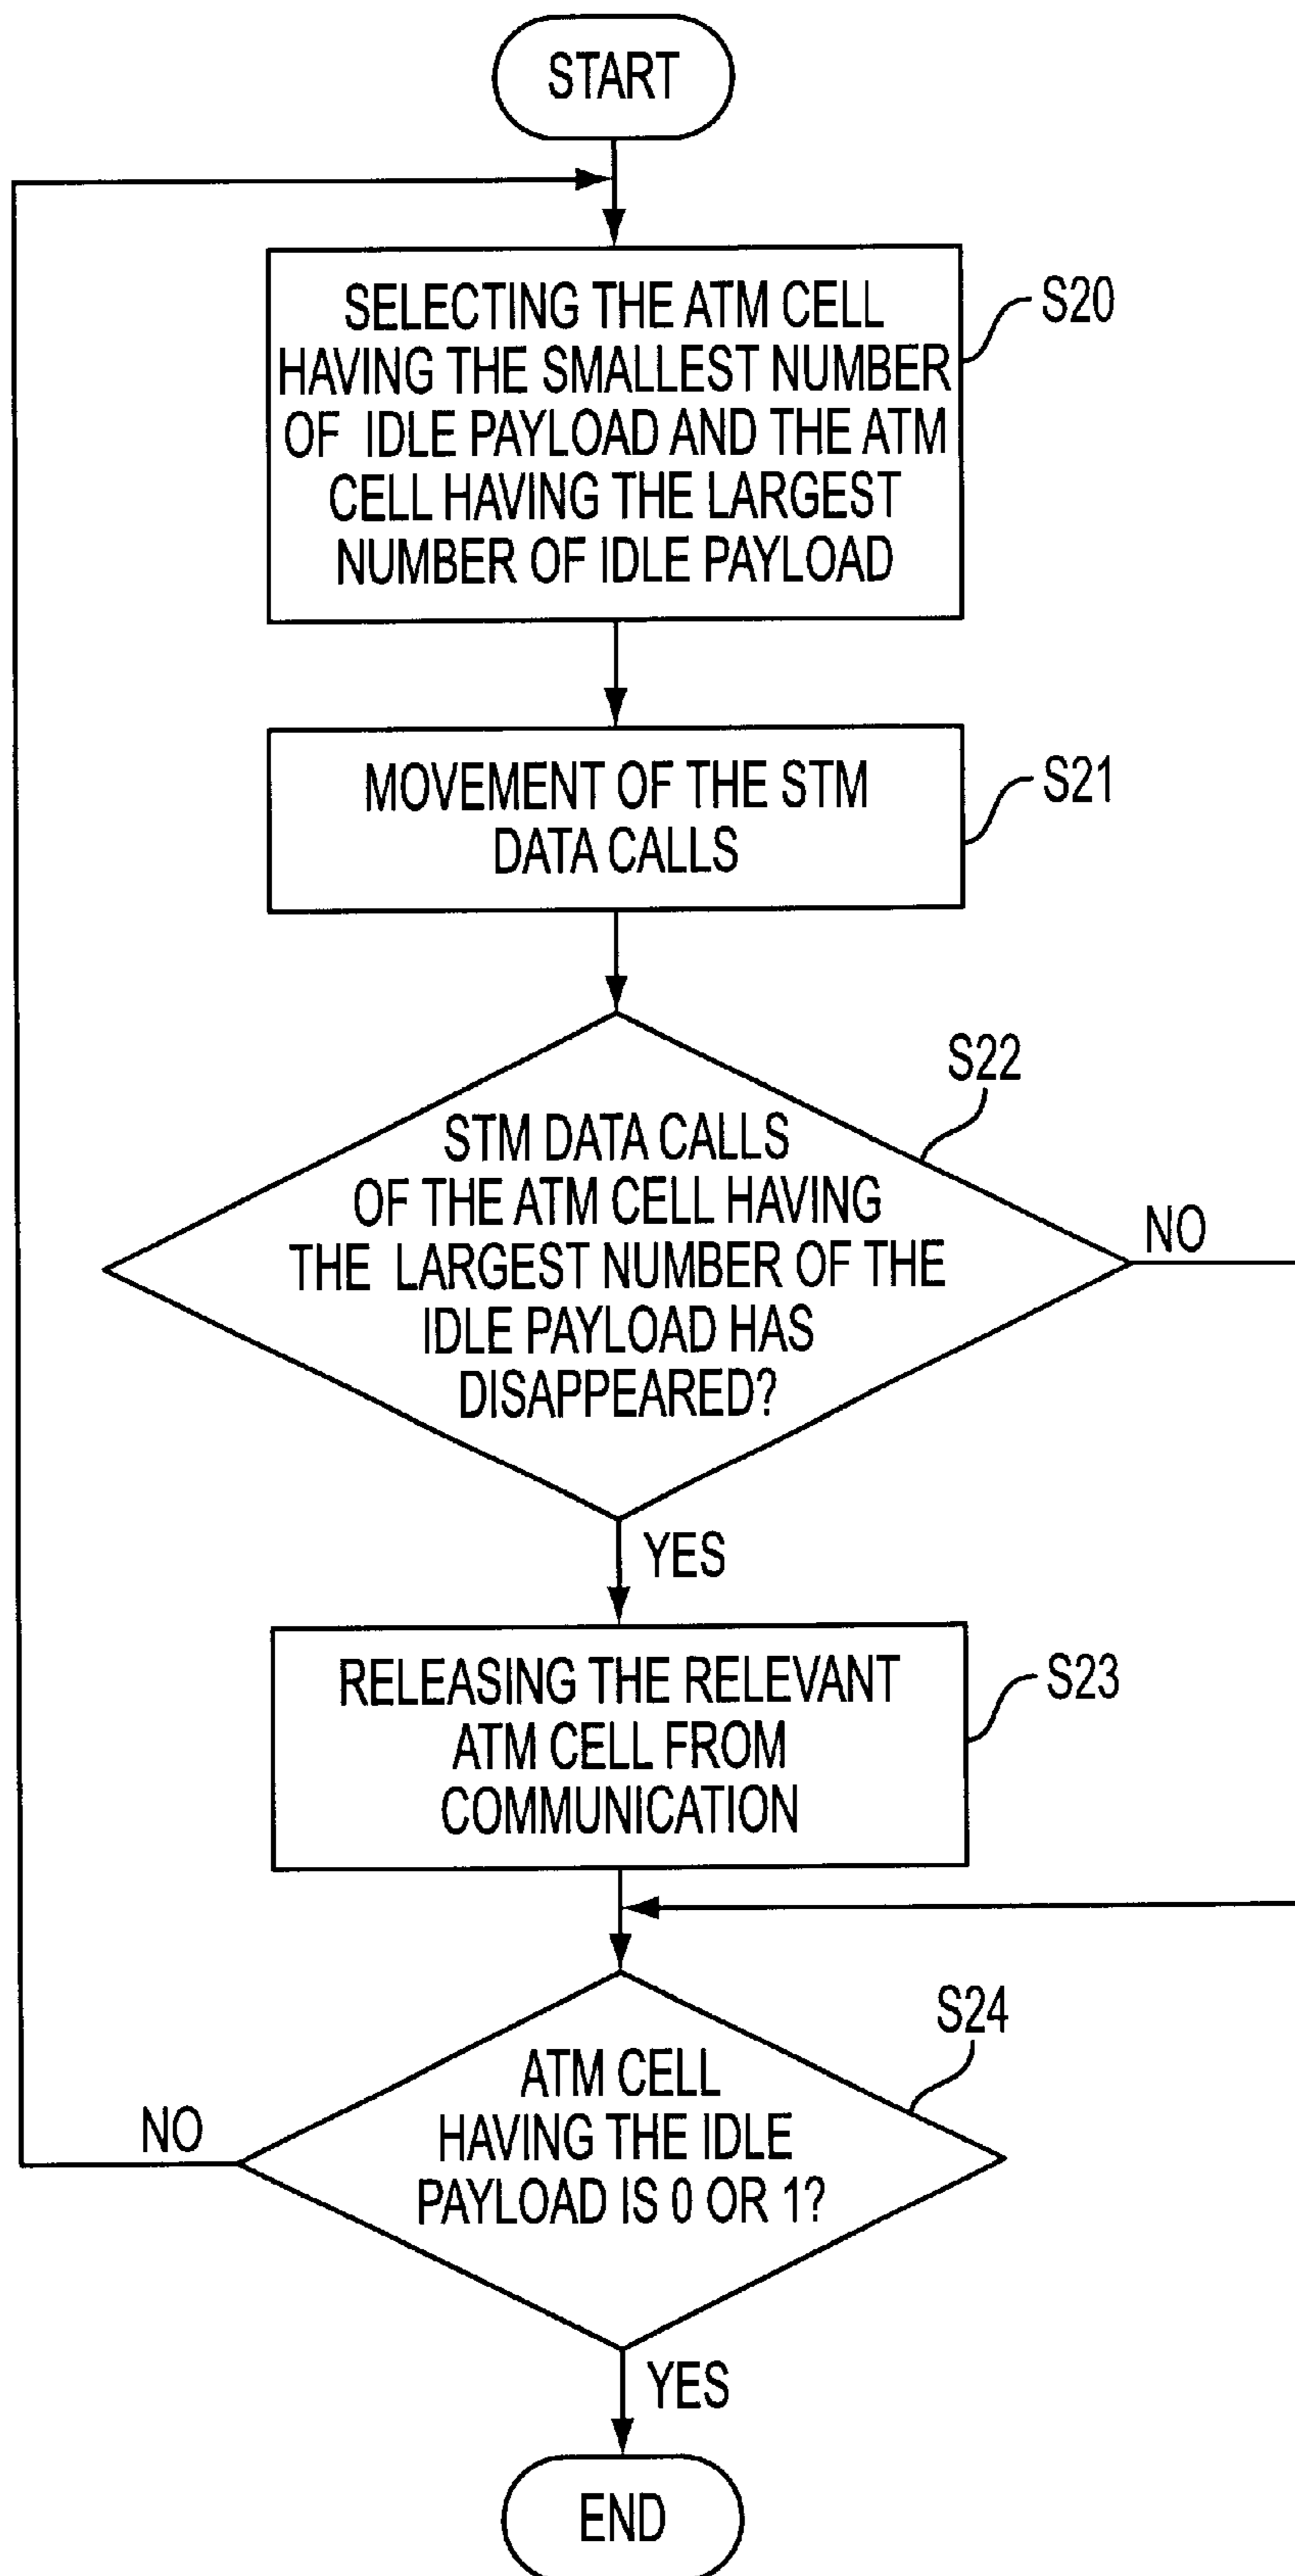 START
SELECTING THE ATM CELL
HAVING THE SMALLEST NUMBER
OF IDLE PAYLOAD AND THE ATM
CELL HAVING THE LARGEST
NUMBER OF IDLE PAYLOAD
S20
MOVEMENT OF THE STM
DATA CALLS
S21
S22
STM DATA CALLS
OF THE ATM CELL HAVING
THE LARGEST NUMBER OF THE
IDLE PAYLOAD HAS
DISAPPEARED?
NO
YES
RELEASING THE RELEVANT
ATM CELL FROM
COMMUNICATION
S23
S24
ATM CELL
HAVING THE IDLE
PAYLOAD IS 0 OR 1?
NO
YES
END